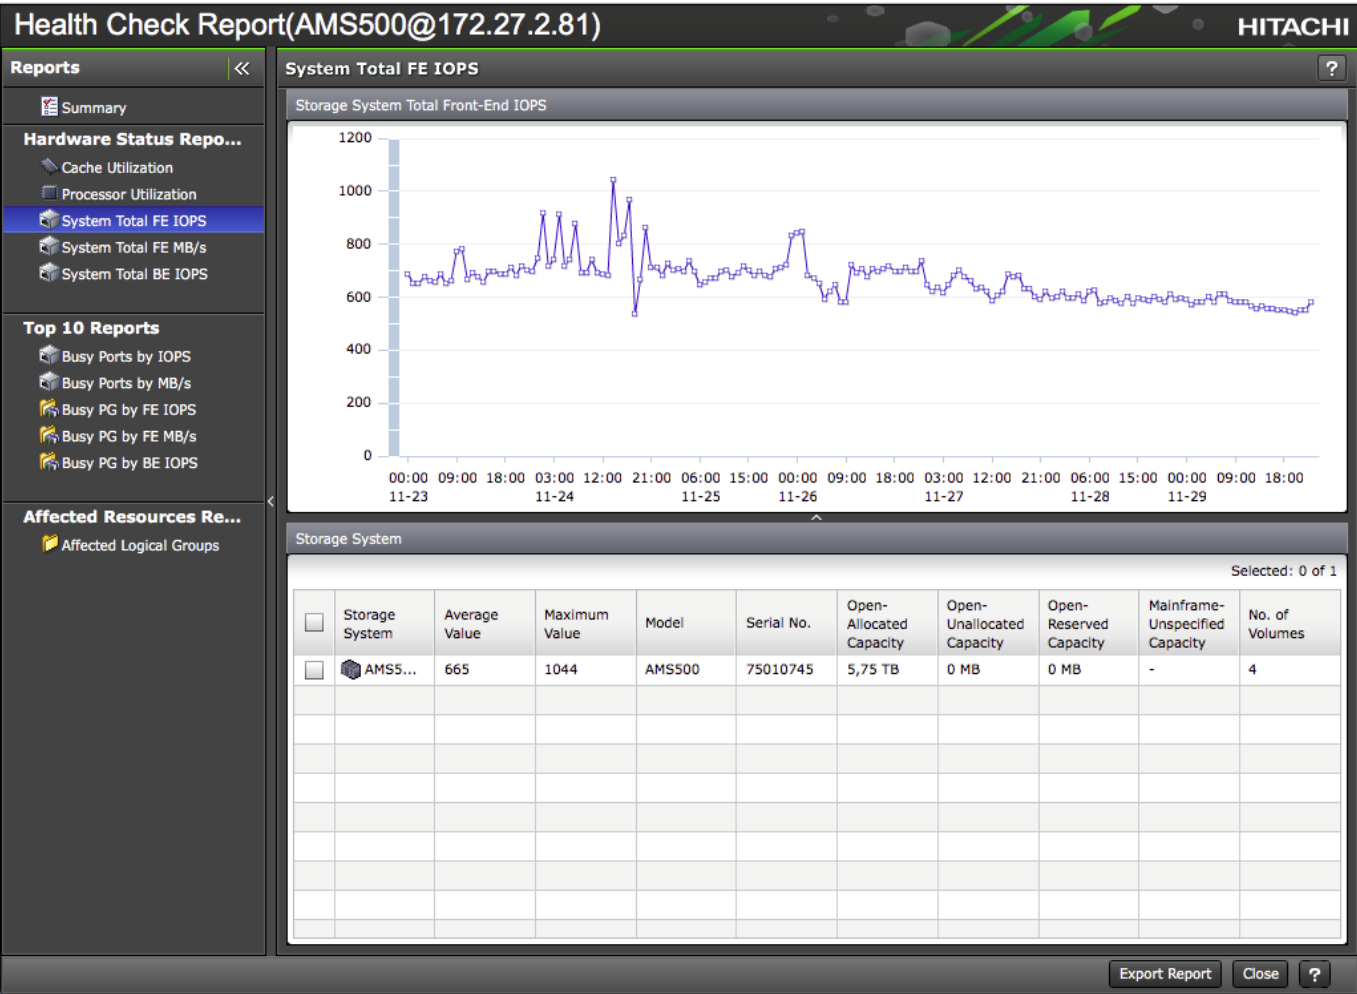 Health Check Report(AMS500@172.27.2.81)
HITACHI
Reports
Summary
Hardware Status Repo...
Cache Utilization
Processor Utilization
System Total FE IOPS
System Total FE MB/s
System Total BE IOPS
Top 10 Reports
Busy Ports by IOPS
Busy Ports by MB/s
Busy PG by FE IOPS
Busy PG by FE MB/s
Busy PG by BE IOPS
Affected Resources Re...
Affected Logical Groups
System Total FE IOPS
?
Storage System Total Front-End IOPS
1200
1000
800
600
400
200
0
00:00 09:00 18:00 03:00 12:00 21:00 06:00 15:00 00:00 09:00 18:00 03:00 12:00 21:00 06:00 15:00 00:00 09:00 18:00
11-23 11-24 11-25 11-26 11-27 11-28 11-29
Storage System
Selected: 0 of 1
Storage System Average Value Maximum Value Model Serial No. Open-Allocated Capacity Open-Unallocated Capacity Open-Reserved Capacity Mainframe-Unspecified Capacity No. of Volumes
AMS5... 665 1044 AMS500 75010745 5,75 TB 0 MB 0 MB - 4
Export Report Close ?